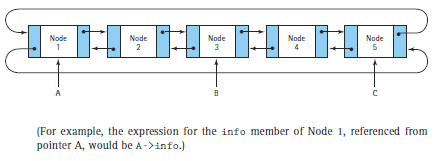 Node 1
Node 2
Node 3
Node 4
Node 5
A
B
C
(For example, the expression for the info member of Node 1, referenced from
pointer A, would be A->info.)